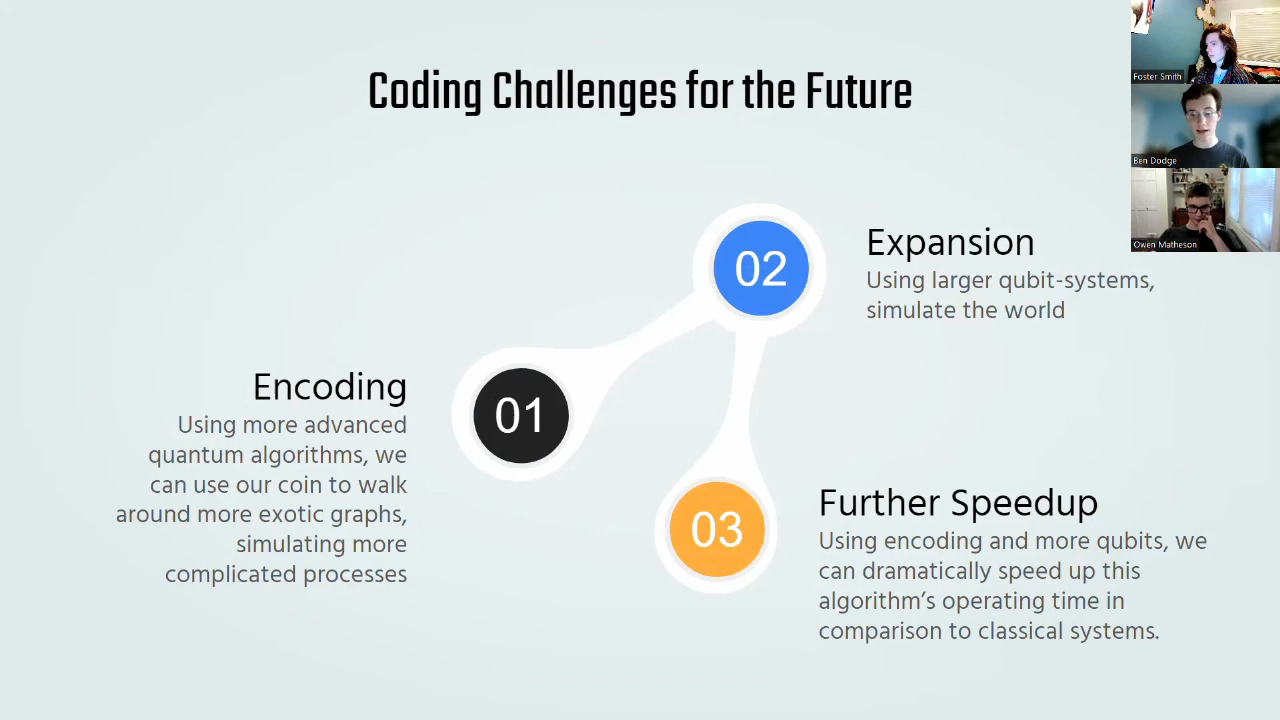 Coding Challenges for the Future
Foster Smith
Ben Dodge
Owen Matheson
01
Encoding
Using more advanced
quantum algorithms, we
can use our coin to walk
around more exotic graphs,
simulating more
complicated processes
02
Expansion
Using larger qubit-systems,
simulate the world
03
Further Speedup
Using encoding and more qubits, we
can dramatically speed up this
algorithm’s operating time in
comparison to classical systems.